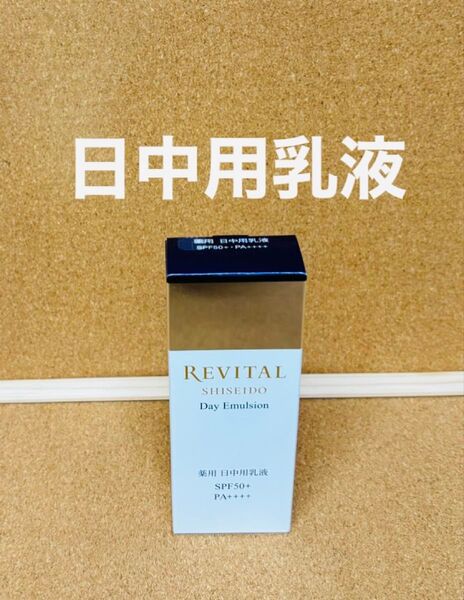 日中用乳液
薬用 日中用乳液
SPF50+・PA++++
REVITAL
SHISEIDO
Day Emulsion
薬用 日中用乳液
SPF50+
PA++++